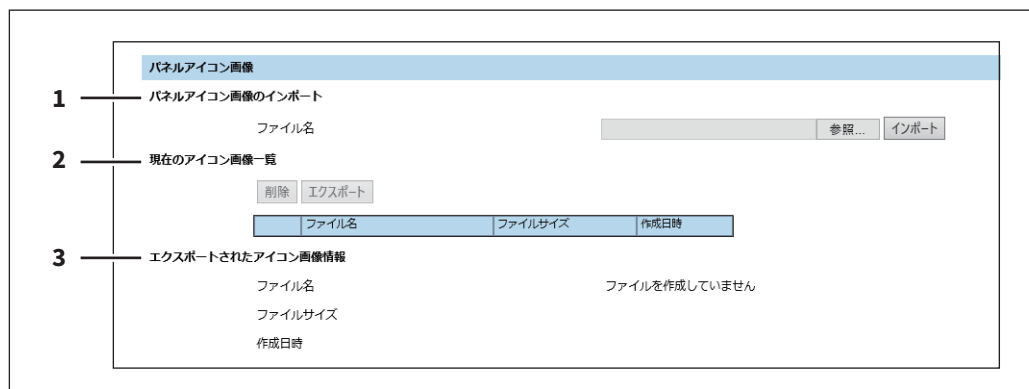 パネルアイコン画像
1 パネルアイコン画像のインポート
ファイル名 参照... インポート
2 現在のアイコン画像一覧
削除 エクスポート
ファイル名 ファイルサイズ 作成日時
3 エクスポートされたアイコン画像情報
ファイル名 ファイルを作成していません
ファイルサイズ
作成日時